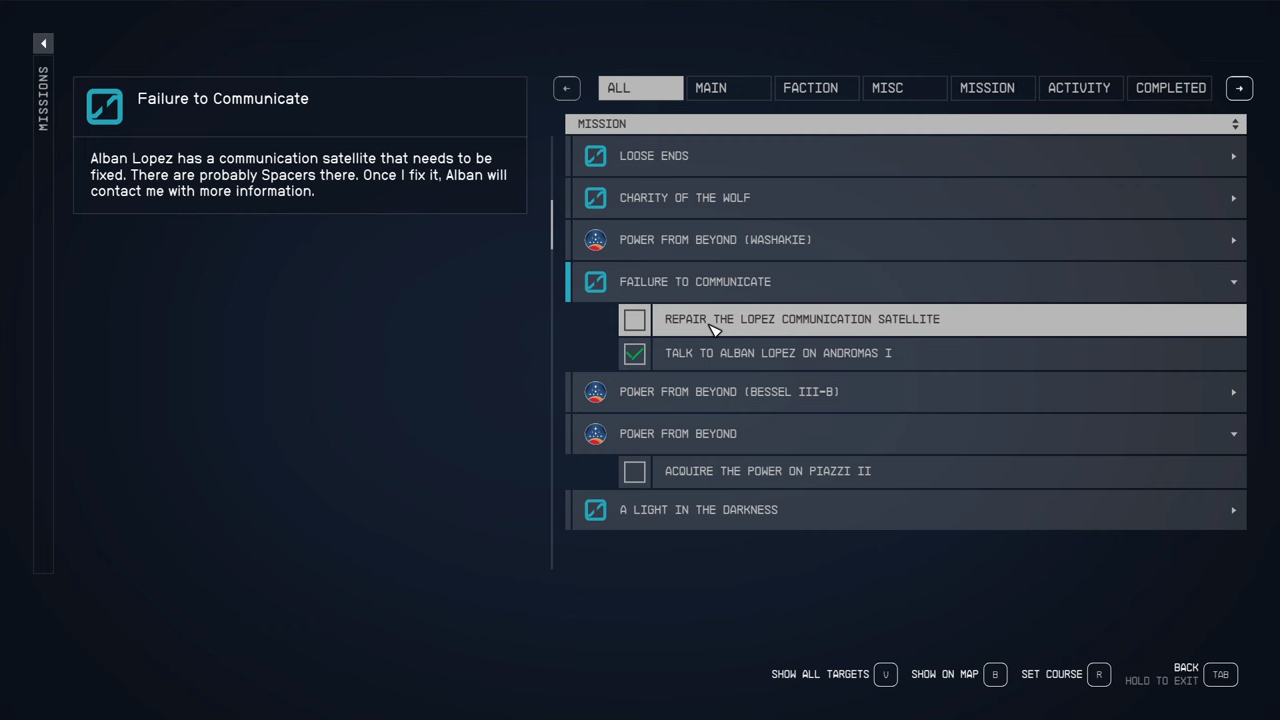 MISSIONS
Failure to Communicate
Alban Lopez has a communication satellite that needs to be
fixed. There are probably Spacers there. Once I fix it, Alban will
contact me with more information.
ALL
MAIN
FACTION
MISC
MISSION
ACTIVITY
COMPLETED
MISSION
LOOSE ENDS
CHARITY OF THE WOLF
POWER FROM BEYOND (WASHAKIE)
FAILURE TO COMMUNICATE
REPAIR THE LOPEZ COMMUNICATION SATELLITE
TALK TO ALBAN LOPEZ ON ANDROMAS I
POWER FROM BEYOND (BESSEL III-B)
POWER FROM BEYOND
ACQUIRE THE POWER ON PIAZZI II
A LIGHT IN THE DARKNESS
SHOW ALL TARGETS V
SHOW ON MAP B
SET COURSE R
BACK
HOLD TO EXIT
TAB